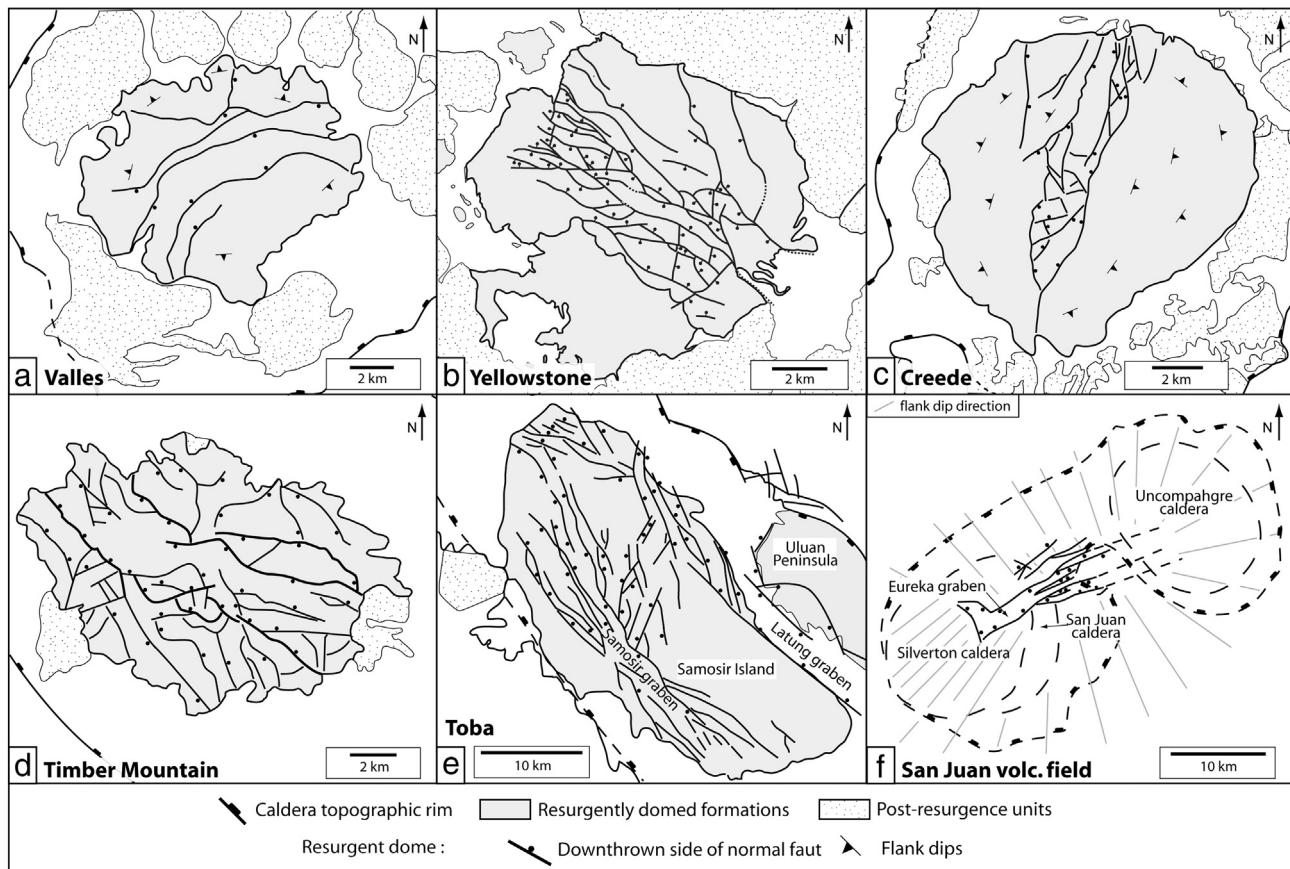 N
a Valles
2 km
N
b Yellowstone
2 km
N
c Creede
2 km
N
d Timber Mountain
2 km
N
Uluan
Peninsula
Samosir graben
Samosir Island
Latung graben
Toba
e
10 km
flank dip direction
N
Uncompahgre
caldera
Eureka graben
San Juan
caldera
Silverton caldera
10 km
f San Juan volc. field
Caldera topographic rim
Resurgently domed formations
Post-resurgence units
Resurgent dome :
Downthrown side of normal faut
Flank dips